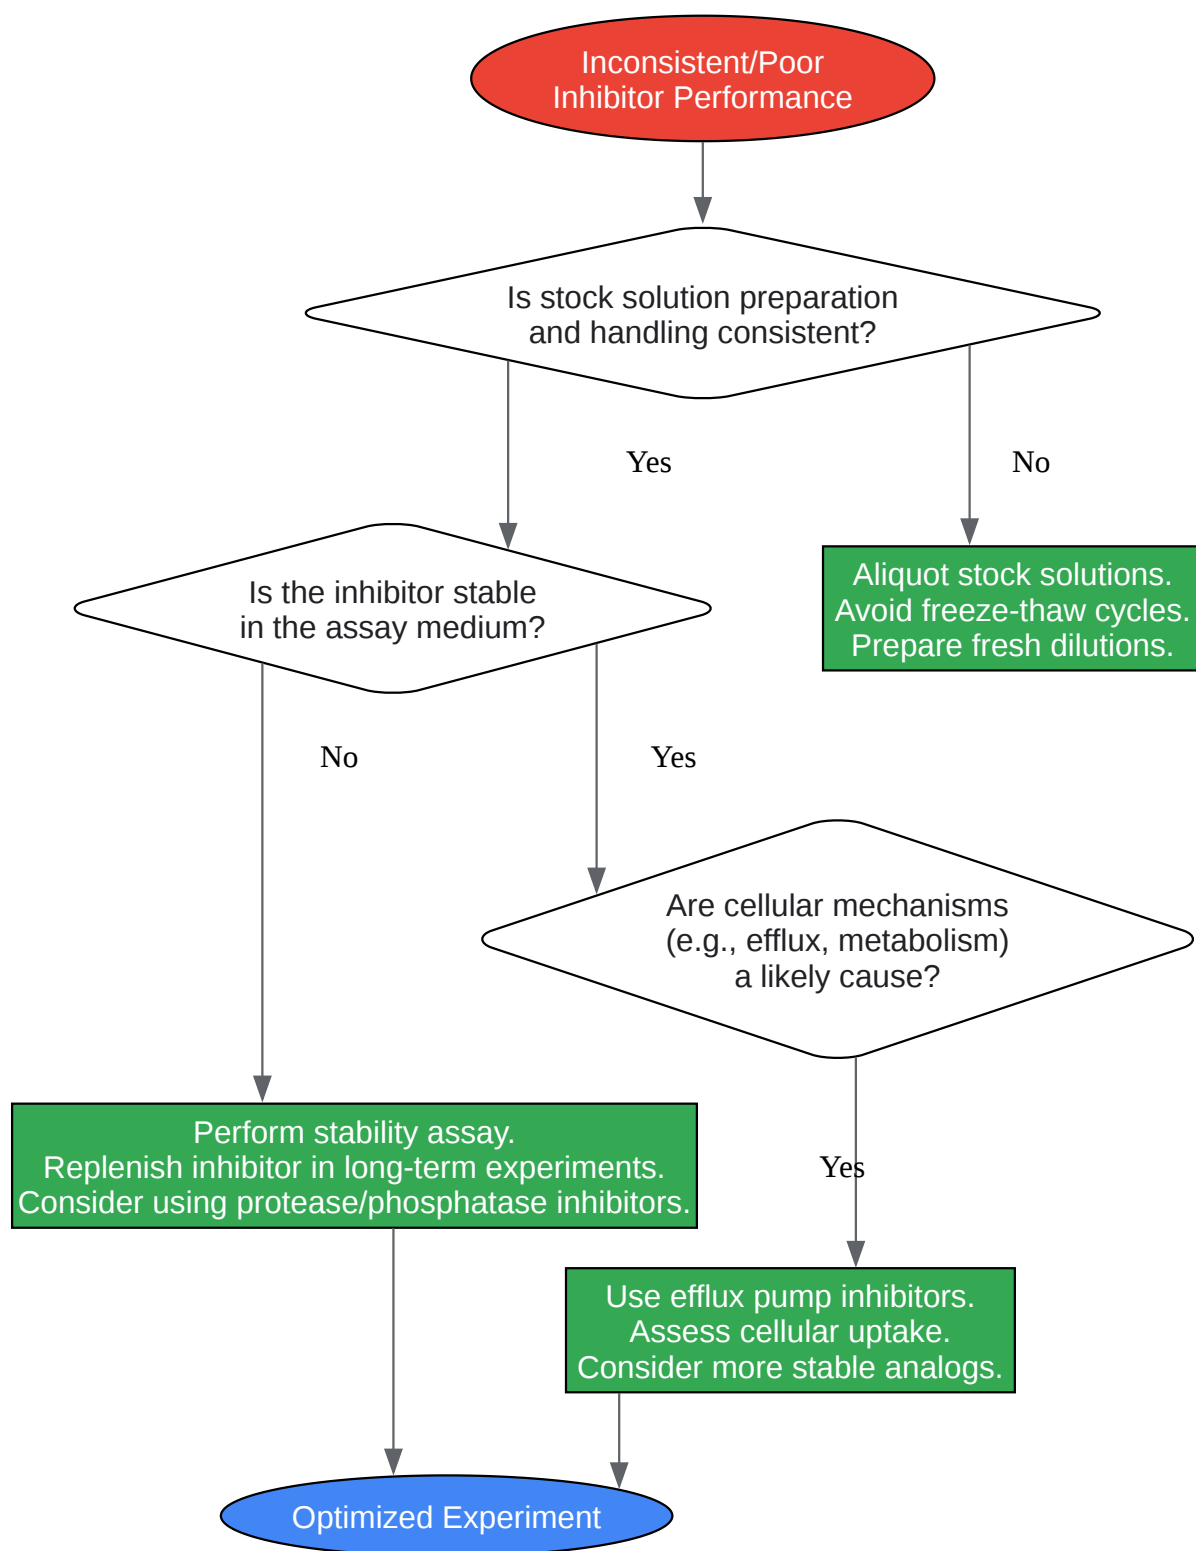 Inconsistent/Poor
Inhibitor Performance
Is stock solution preparation
and handling consistent?
Yes
No
Is the inhibitor stable
in the assay medium?
Aliquot stock solutions.
Avoid freeze-thaw cycles.
Prepare fresh dilutions.
No
Yes
Are cellular mechanisms
(e.g., efflux, metabolism)
a likely cause?
Perform stability assay.
Replenish inhibitor in long-term experiments.
Consider using protease/phosphatase inhibitors.
Yes
Use efflux pump inhibitors.
Assess cellular uptake.
Consider more stable analogs.
Optimized Experiment